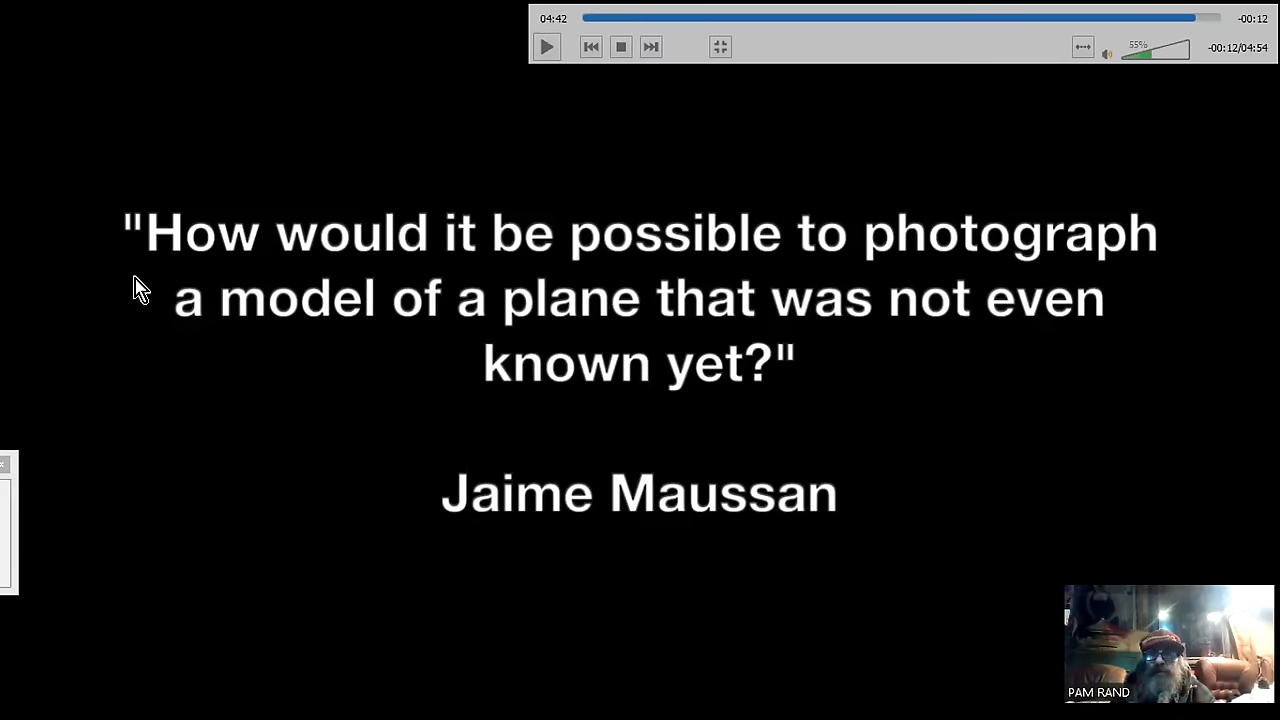 04:42
-00:12
55%
-00:12/04:54
"How would it be possible to photograph
a model of a plane that was not even
known yet?"
Jaime Maussan
PAM RAND